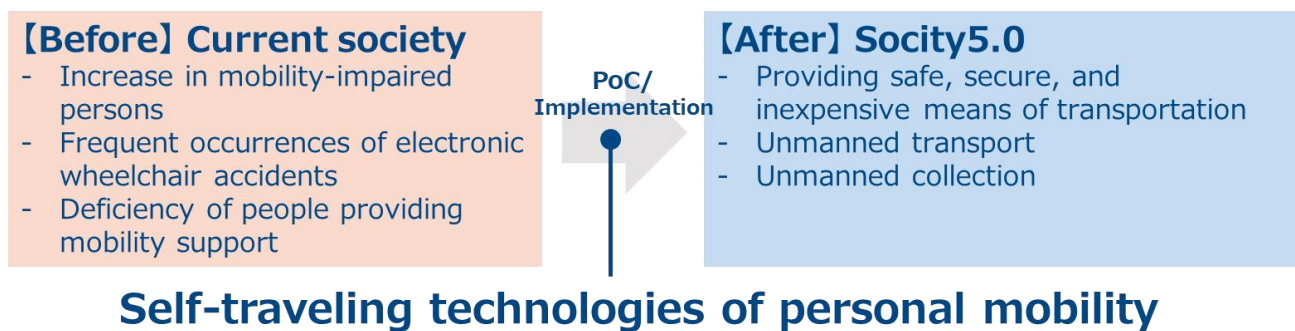 【Before】Current society
- Increase in mobility-impaired
persons
- Frequent occurrences of electronic
wheelchair accidents
- Deficiency of people providing
mobility support
PoC/
Implementation
【After】Socity5.0
- Providing safe, secure, and
inexpensive means of transportation
- Unmanned transport
- Unmanned collection
Self-traveling technologies of personal mobility